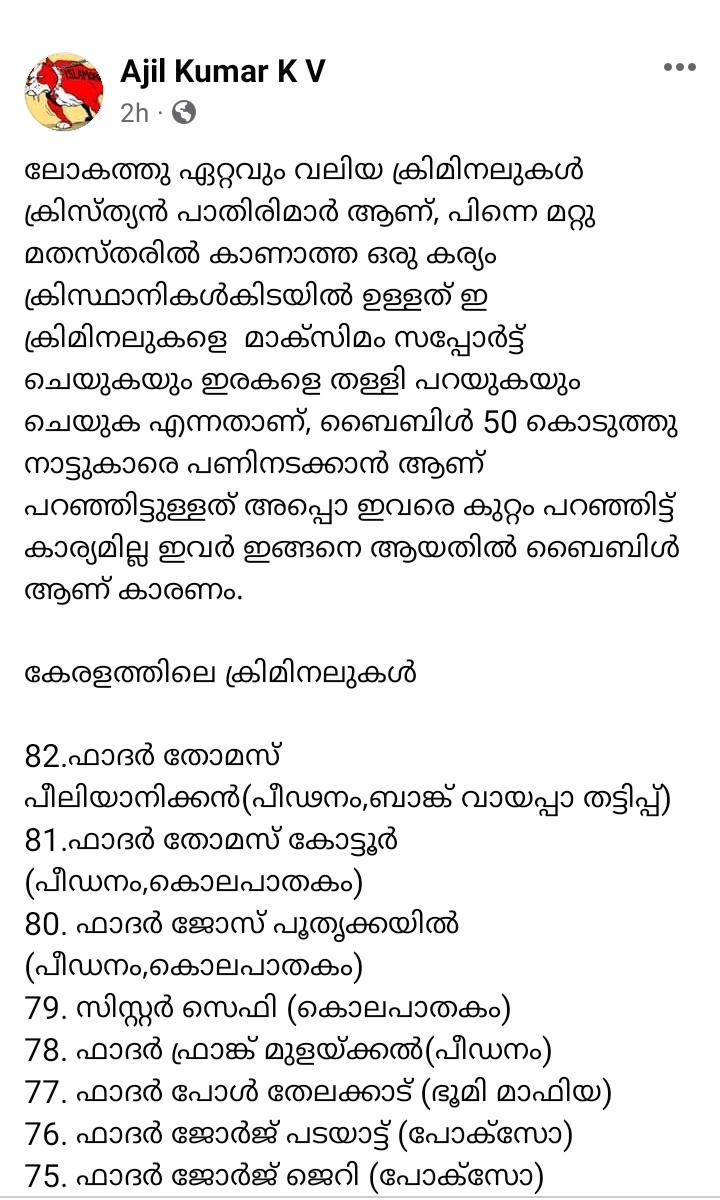 Ajil Kumar K V
2h ·
ലോകത്തു ഏറ്റവും വലിയ ക്രിമിനലുകൾ
ക്രിസ്ത്യൻ പാതിരിമാർ ആണ്, പിന്നെ മറ്റു
മതസ്തരിൽ കാണാത്ത ഒരു കര്യം
ക്രിസ്ഥാനികൾകിടയിൽ ഉള്ളത് ഇ
ക്രിമിനലുകളെ മാക്സിമം സപ്പോർട്ട്
ചെയുകയും ഇരകളെ തള്ളി പറയുകയും
ചെയുക എന്നതാണ്, ബൈബിൾ 50 കൊടുത്തു
നാട്ടുകാരെ പണിനടക്കാൻ ആണ്
പറഞ്ഞിട്ടുള്ളത് അപ്പൊ ഇവരെ കുറ്റം പറഞ്ഞിട്ട്
കാര്യമില്ല ഇവർ ഇങ്ങനെ ആയതിൽ ബൈബിൾ
ആണ് കാരണം.
കേരളത്തിലെ ക്രിമിനലുകൾ
82.ഫാദർ തോമസ്
പീലിയാനിക്കൻ(പീഢനം,ബാങ്ക് വായപ്പാ തട്ടിപ്പ്)
81.ഫാദർ തോമസ് കോട്ടൂർ
(പീഡനം,കൊലപാതകം)
80. ഫാദർ ജോസ് പൂതൃക്കയിൽ
(പീഡനം,കൊലപാതകം)
79. സിസ്റ്റർ സെഫി (കൊലപാതകം)
78. ഫാദർ ഫ്രാങ്ക് മുളയ്ക്കൽ(പീഡനം)
77. ഫാദർ പോൾ തേലക്കാട് (ഭൂമി മാഫിയ)
76. ഫാദർ ജോർജ് പടയാട്ട് (പോക്സോ)
75. ഫാദർ ജോർജ് ജെറി (പോക്സോ)